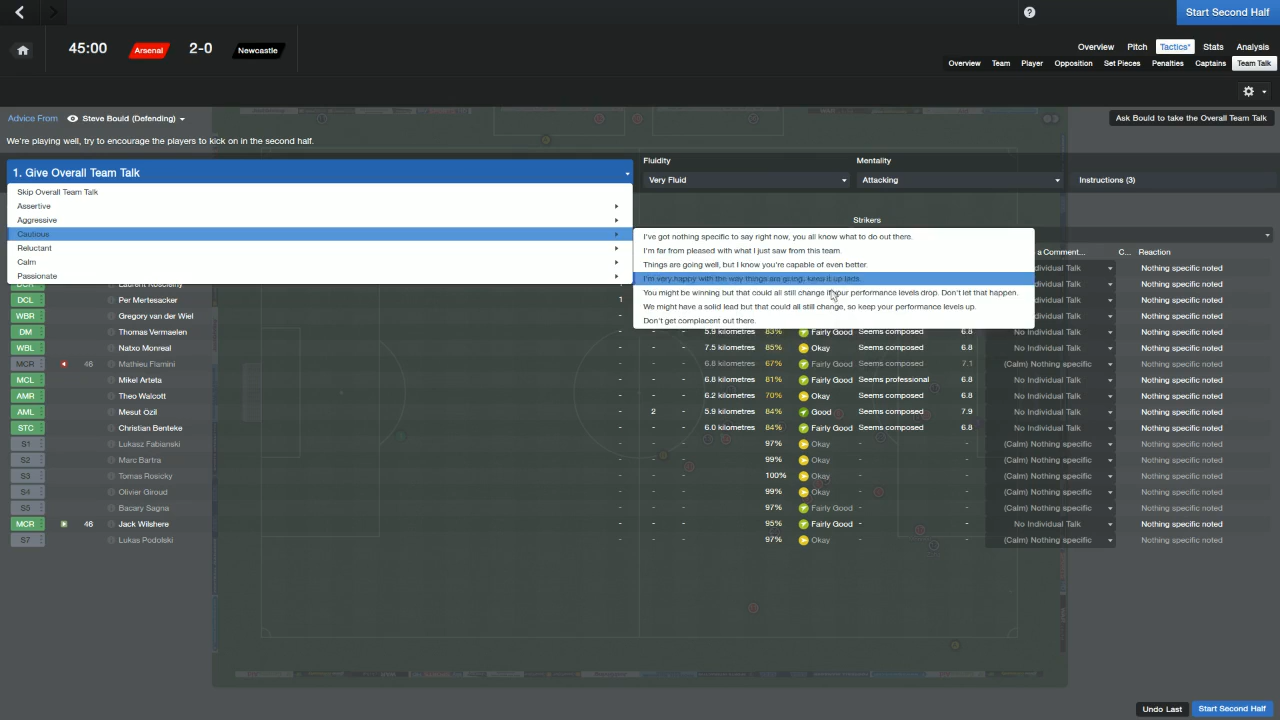 Start Second Half
45:00 Arsenal 2-0 Newcastle
Overview Pitch Tactics* Stats Analysis
Overview Team Player Opposition Set Pieces Penalties Captains Team Talk
Advice From Steve Bould (Defending)
Ask Bould to take the Overall Team Talk
We're playing well, try to encourage the players to kick on in the second half.
1. Give Overall Team Talk
Fluidity Mentality
Very Fluid Attacking Instructions (3)
Skip Overall Team Talk
Assertive
Aggressive
Cautious
Reluctant
Calm
Passionate
Strikers
I've got nothing specific to say right now, you all know what to do out there.
I'm far from pleased with what I just saw from this team.
Things are going well, but I know you're capable of even better.
I'm very happy with the way things are going, keep it up lads.
You might be winning but that could all still change if your performance levels drop. Don't let that happen.
We might have a solid lead but that could all still change, so keep your performance levels up.
Don't get complacent out there.
a Comment... C... Reaction
dividual Talk Nothing specific noted
dividual Talk Nothing specific noted
DCL Per Mertesacker 1 dividual Talk Nothing specific noted
WBR Gregory van der Wiel - dividual Talk Nothing specific noted
DM Thomas Vermaelen - - - 5.9 kilometres 83% Fairly Good Seems composed 6.8 No Individual Talk Nothing specific noted
WBL Natxo Monreal - - - 7.5 kilometres 85% Okay Seems composed 6.8 No Individual Talk Nothing specific noted
MCR 46 Mathieu Flamini - - - 6.8 kilometres 67% Fairly Good Seems composed 7.1 (Calm) Nothing specific Nothing specific noted
MCL Mikel Arteta - - - 6.8 kilometres 81% Fairly Good Seems professional 6.8 No Individual Talk Nothing specific noted
AMR Theo Walcott - - - 6.2 kilometres 70% Okay Seems composed 6.8 No Individual Talk Nothing specific noted
AML Mesut Özil - 2 - 5.9 kilometres 84% Good Seems composed 7.9 No Individual Talk Nothing specific noted
STC Christian Benteke - - - 6.0 kilometres 84% Fairly Good Seems composed 6.8 No Individual Talk Nothing specific noted
S1 Lukasz Fabianski - - - 97% Okay - - (Calm) Nothing specific Nothing specific noted
S2 Marc Bartra - - - 99% Okay - - (Calm) Nothing specific Nothing specific noted
S3 Tomas Rosicky - - - 100% Okay - - (Calm) Nothing specific Nothing specific noted
S4 Olivier Giroud - - - 99% Okay - - (Calm) Nothing specific Nothing specific noted
S5 Bacary Sagna - - - 97% Fairly Good - - (Calm) Nothing specific Nothing specific noted
MCR 46 Jack Wilshere - - - 95% Fairly Good - - No Individual Talk Nothing specific noted
S7 Lukas Podolski - - - 97% Okay - - (Calm) Nothing specific Nothing specific noted
Undo Last Start Second Half